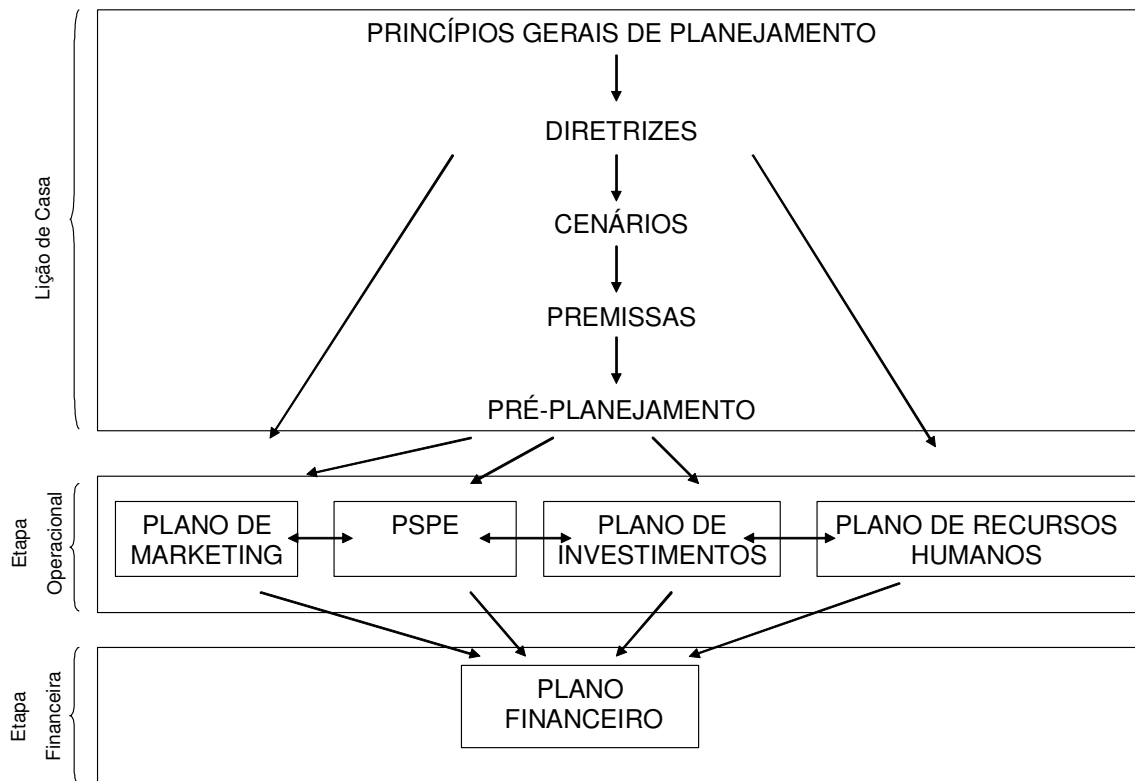 PRINCÍPIOS GERAIS DE PLANEJAMENTO
DIRETRIZES
CENÁRIOS
PREMISSAS
PRÉ-PLANEJAMENTO
Lição de Casa
PLANO DE
MARKETING
PSPE
PLANO DE
INVESTIMENTOS
PLANO DE RECURSOS
HUMANOS
Etapa
Operacional
PLANO
FINANCEIRO
Etapa
Financeira